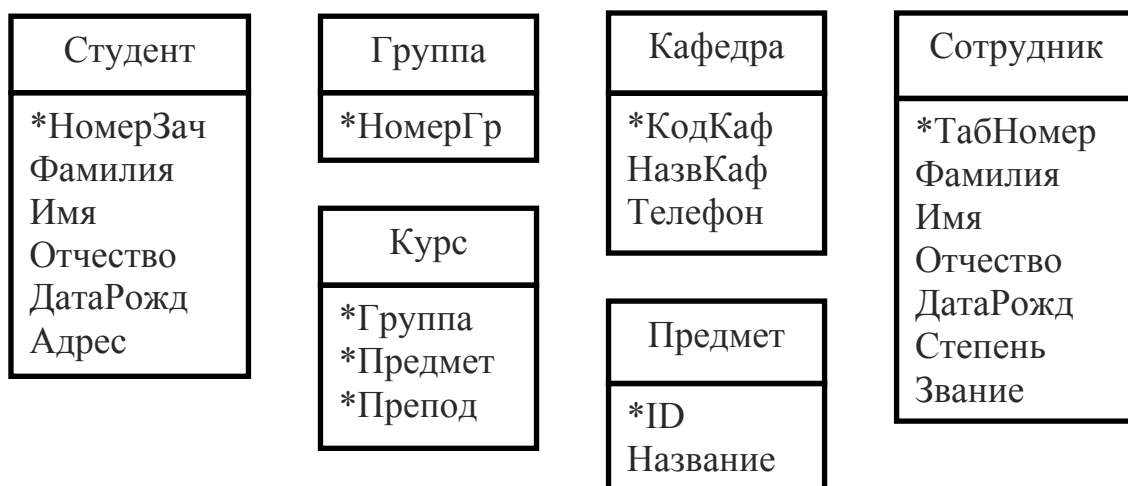 Студент
*НомерЗач
Фамилия
Имя
Отчество
ДатаРожд
Адрес
Группа
*НомерГр
Курс
*Группа
*Предмет
*Препод
Кафедра
*КодКаф
НазвКаф
Телефон
Предмет
*ID
Название
Сотрудник
*ТабНомер
Фамилия
Имя
Отчество
ДатаРожд
Степень
Звание